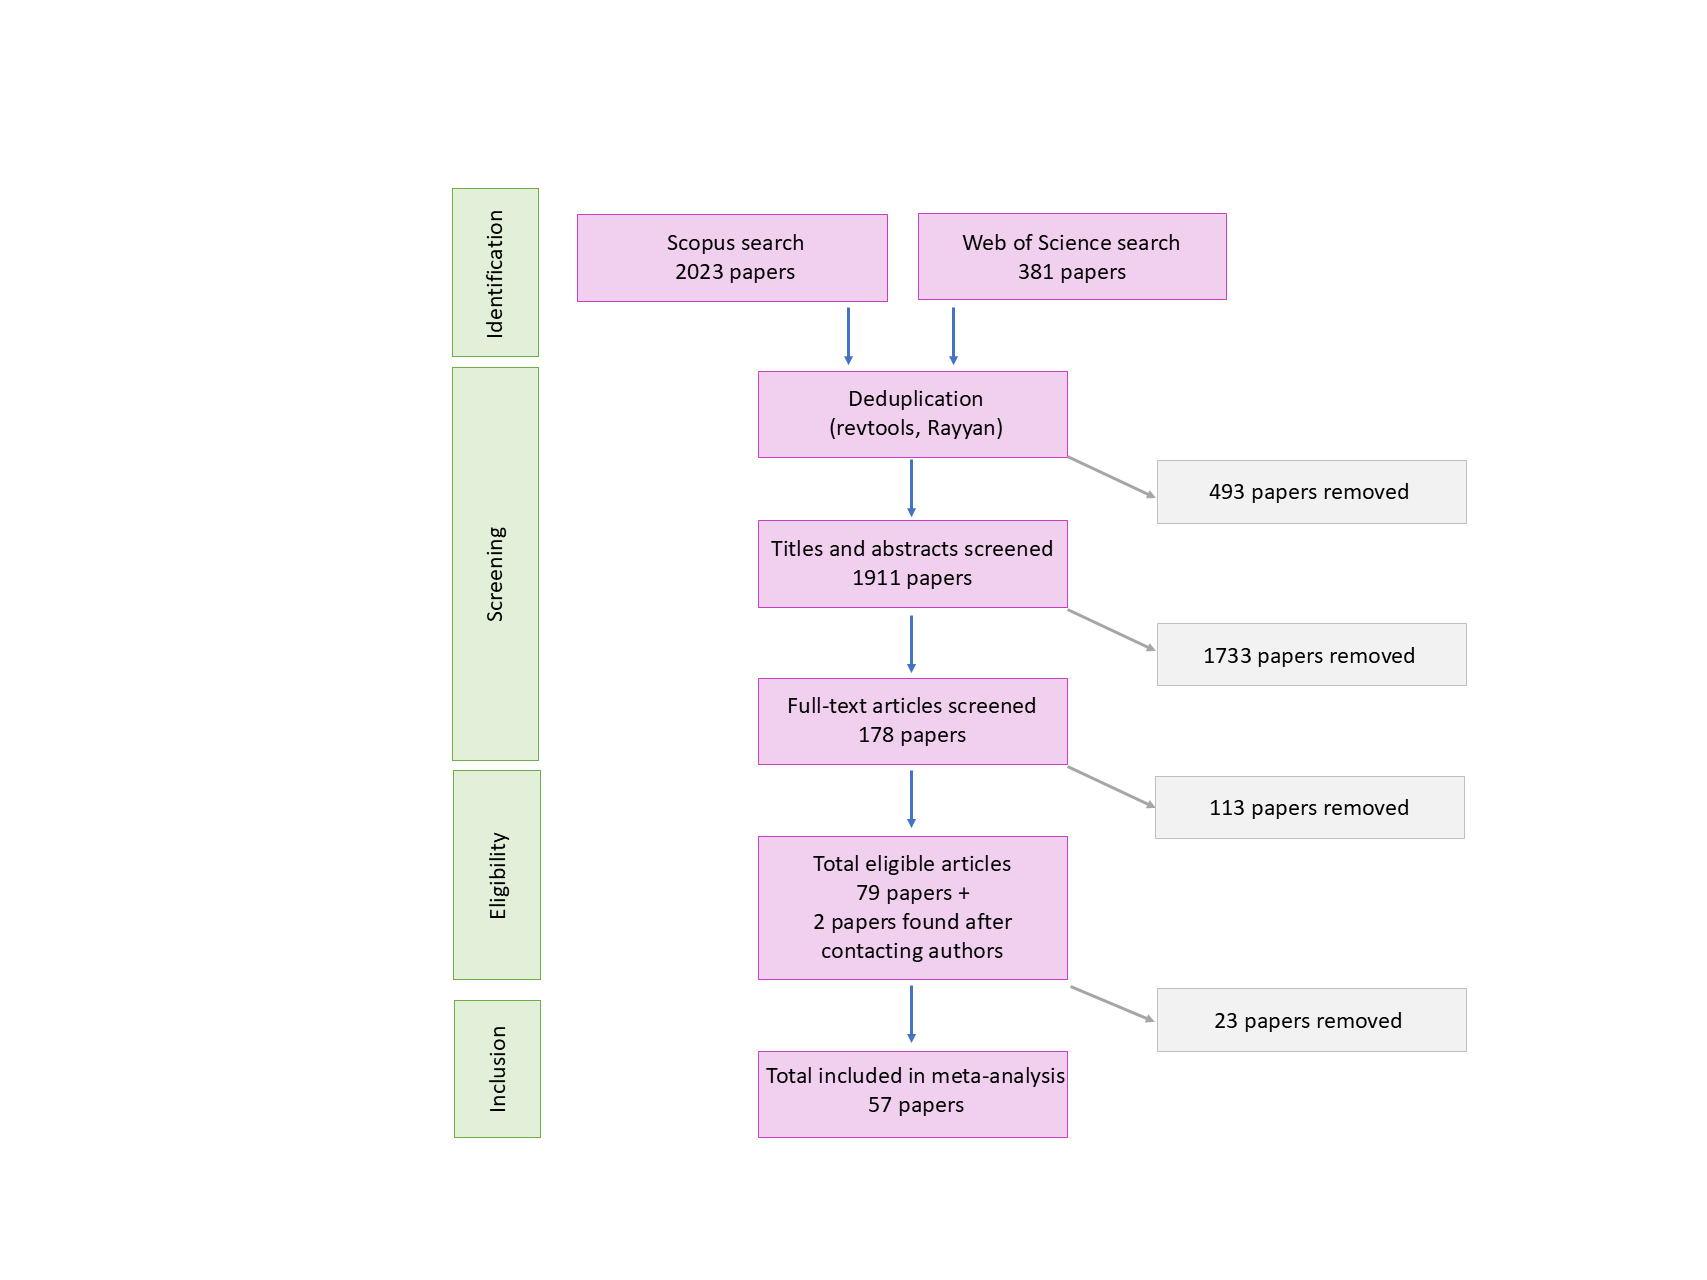 Identification
Scopus search
2023 papers
Web of Science search
381 papers
Screening
Deduplication
(revtools, Rayyan)
493 papers removed
Titles and abstracts screened
1911 papers
1733 papers removed
Full-text articles screened
178 papers
113 papers removed
Eligibility
Total eligible articles
79 papers +
2 papers found after
contacting authors
23 papers removed
Inclusion
Total included in meta-analysis
57 papers